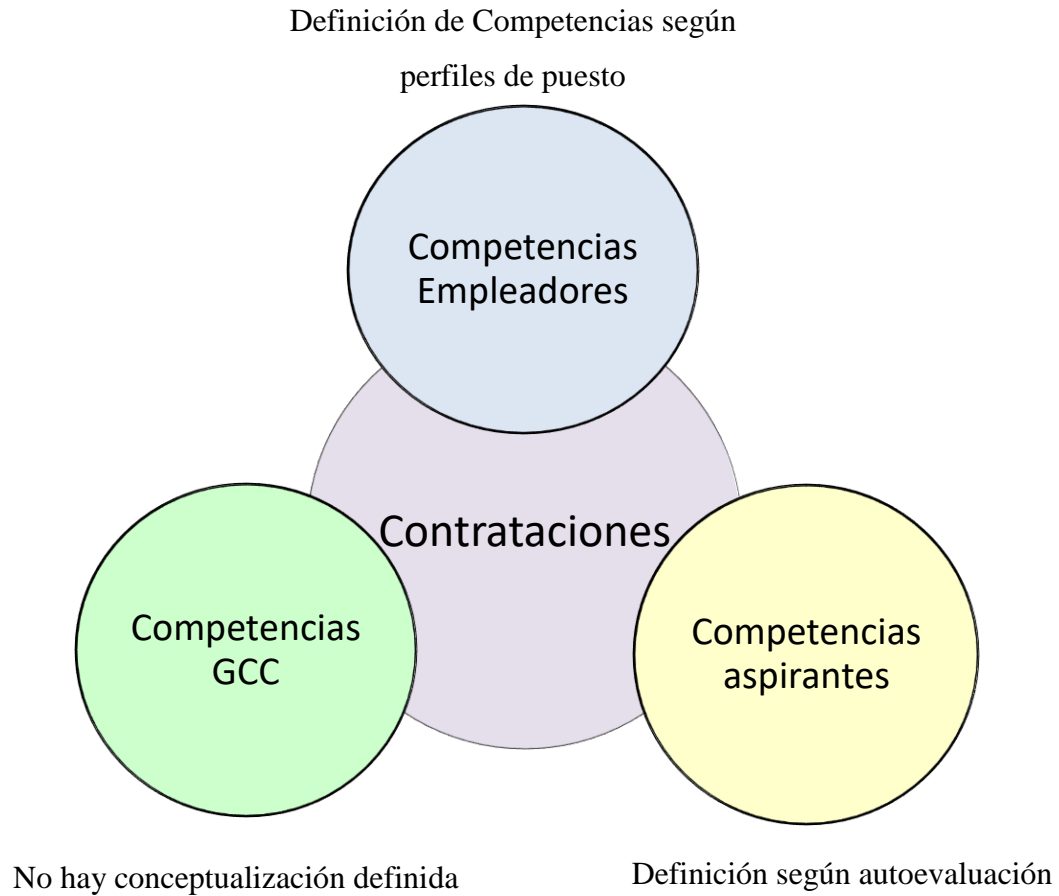 Definición de Competencias según
perfiles de puesto
Competencias
Empleadores
Contrataciones
Competencias
GCC
Competencias
aspirantes
No hay conceptualización definida
Definición según autoevaluación